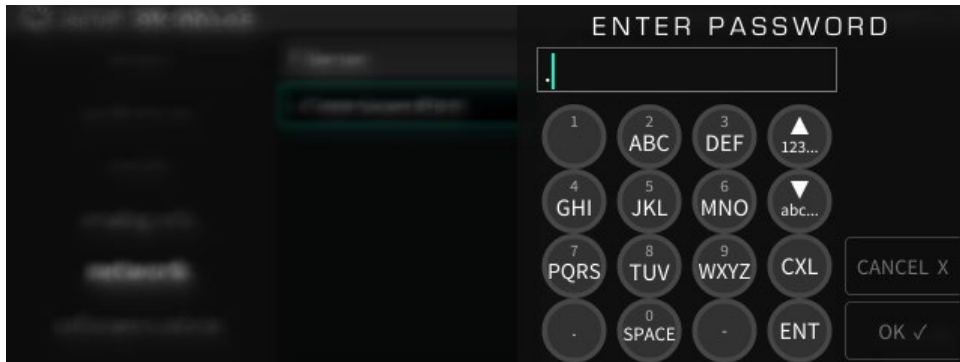 ENTER PASSWORD
.
1
2
ABC
3
DEF
123...
4
GHI
5
JKL
6
MNO
abc...
7
PQRS
8
TUV
9
WXYZ
CXL
CANCEL X
.
0
SPACE
-
ENT
OK ✓
network